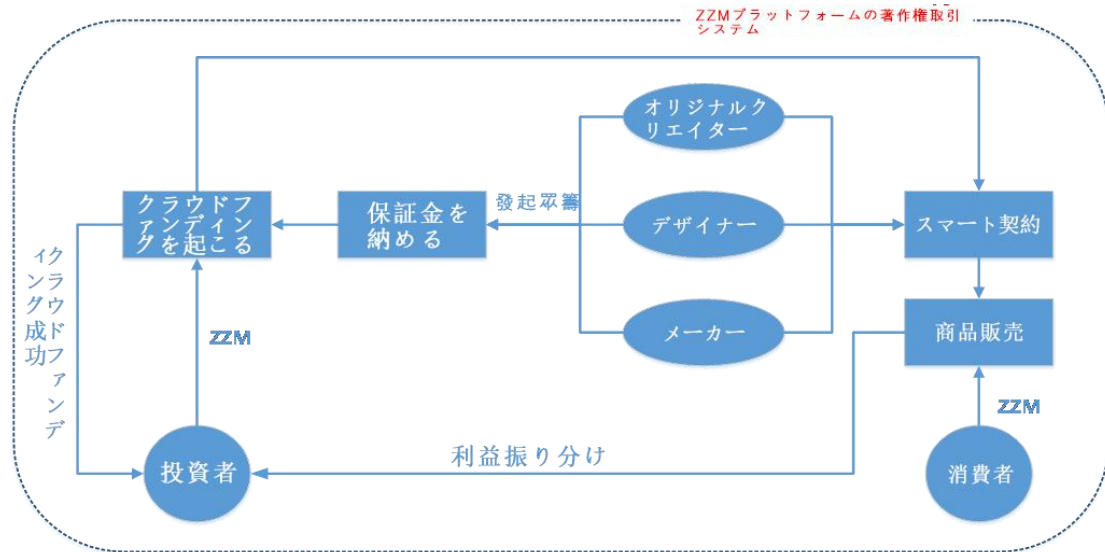 ZZMプラットフォームの著作権取引
システム
オリジナルク
リエイター
クラウドフ
ァンディン
グを起こる
保証金を
納める
發起眾籌
デザイナー
スマート契約
クラウドファンデ
ィング成功
ZZM
メーカー
商品販売
ZZM
投資者
利益振り分け
消費者